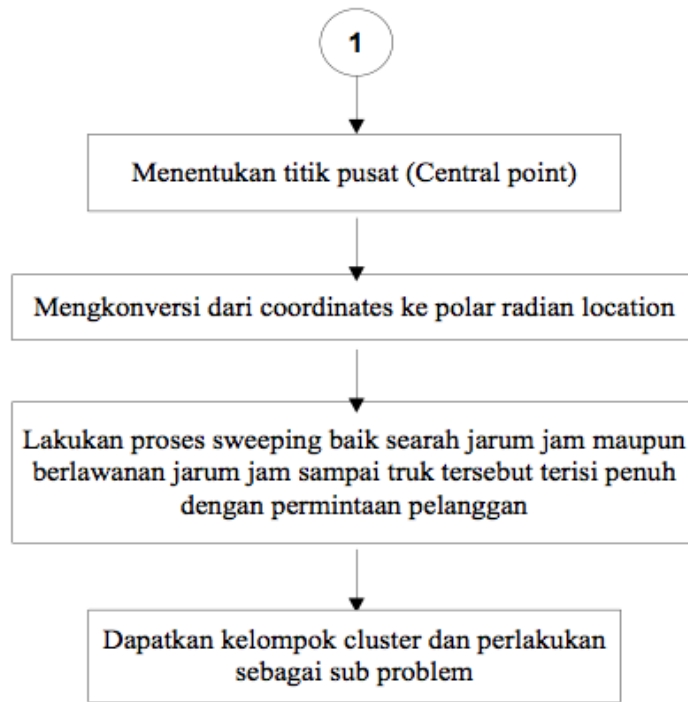 1
Menentukan titik pusat (Central point)
Mengkonversi dari coordinates ke polar radian location
Lakukan proses sweeping baik searah jarum jam maupun
berlawanan jarum jam sampai truk tersebut terisi penuh
dengan permintaan pelanggan
Dapatkan kelompok cluster dan perlakukan
sebagai sub problem